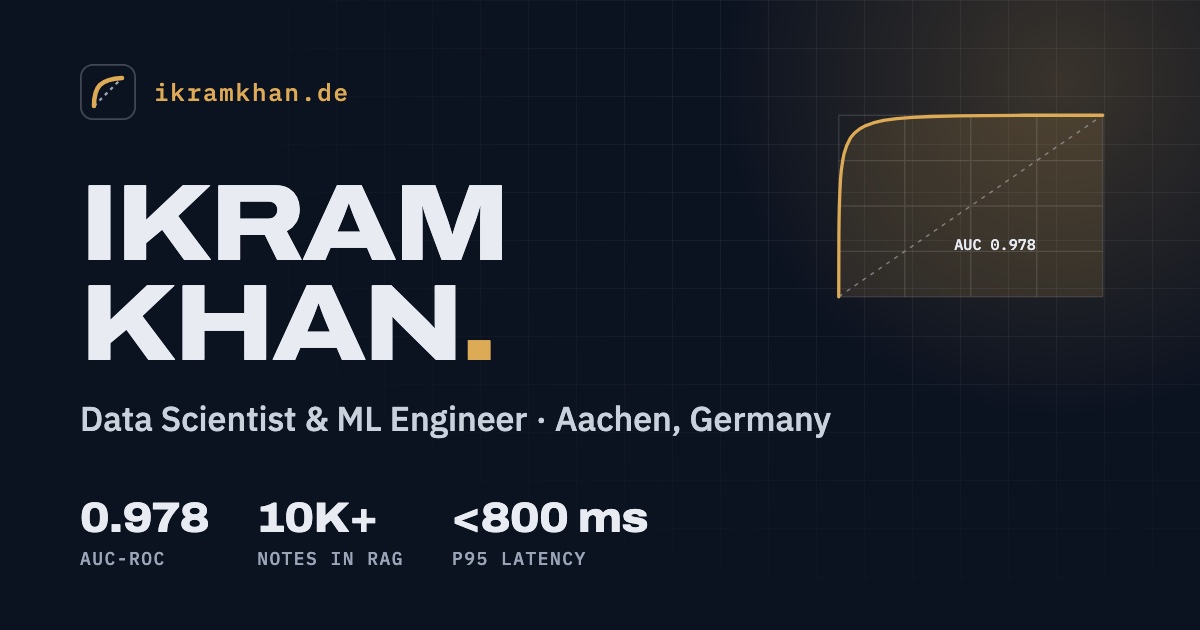 ikramkhan.de
IKRAM
KHAN.
AUC 0.978
Data Scientist & ML Engineer · Aachen, Germany
0.978
AUC-ROC
10K+
NOTES IN RAG
<800 ms
P95 LATENCY